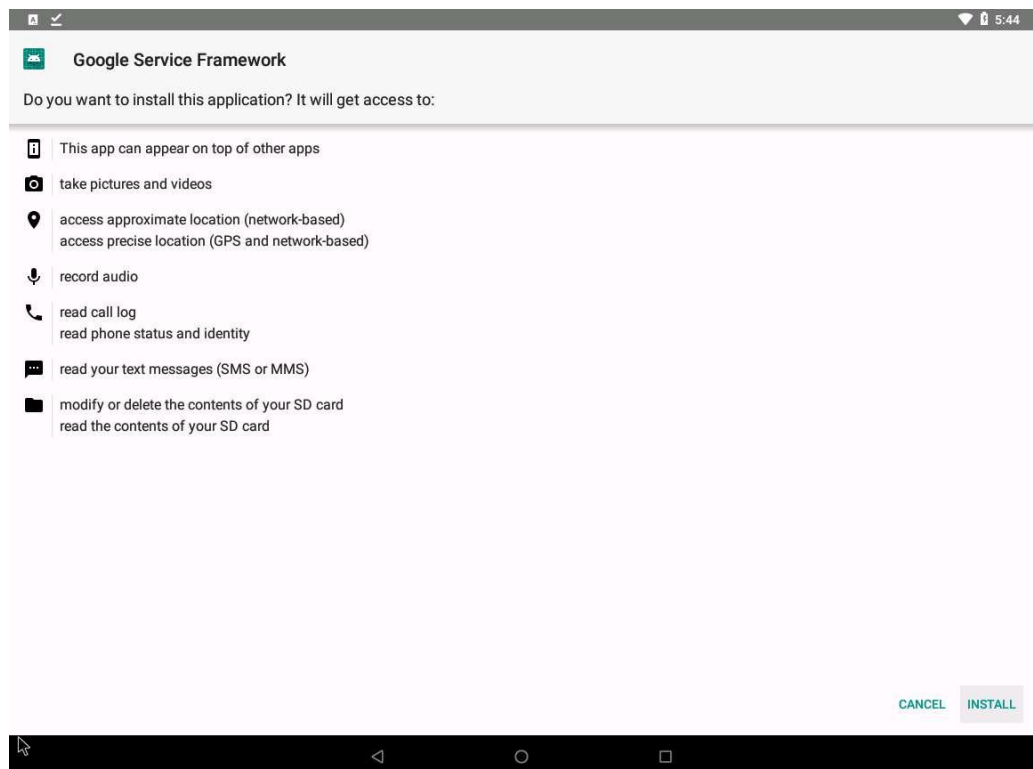 5:44
Google Service Framework
Do you want to install this application? It will get access to:
This app can appear on top of other apps
take pictures and videos
access approximate location (network-based)
access precise location (GPS and network-based)
record audio
read call log
read phone status and identity
read your text messages (SMS or MMS)
modify or delete the contents of your SD card
read the contents of your SD card
CANCEL INSTALL